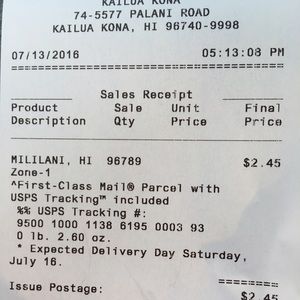 KAILUA KONA
74-5577 PALANI ROAD
KAILUA KONA, HI 96740-9998
07/13/2016 05:13:08 PM
Sales Receipt
Product Sale Unit Final
Description Qty Price Price
MILILANI, HI 96789 $2.45
Zone-1
^First-Class Mail® Parcel with
USPS Tracking™ included
%% USPS Tracking #:
9500 1000 1138 6195 0003 93
0 lb. 2.60 oz.
* Expected Delivery Day Saturday,
July 16.
Issue Postage: $2.45